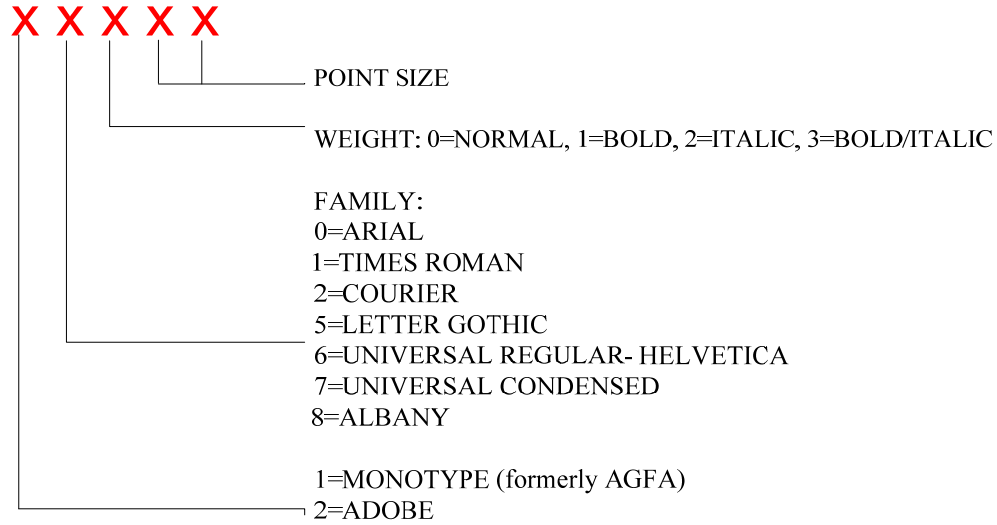 X X X X X
POINT SIZE
WEIGHT: 0=NORMAL, 1=BOLD, 2=ITALIC, 3=BOLD/ITALIC
FAMILY:
0=ARIAL
1=TIMES ROMAN
2=COURIER
5=LETTER GOTHIC
6=UNIVERSAL REGULAR- HELVETICA
7=UNIVERSAL CONDENSED
8=ALBANY
1=MONOTYPE (formerly AGFA)
2=ADOBE